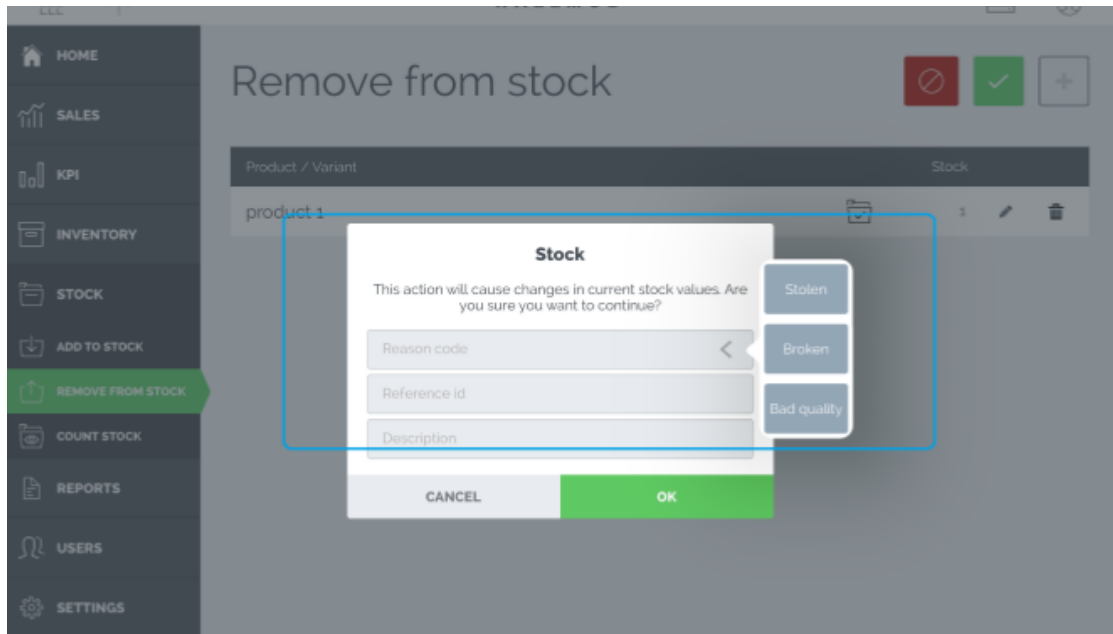 HOME
SALES
KPI
INVENTORY
STOCK
ADD TO STOCK
REMOVE FROM STOCK
COUNT STOCK
REPORTS
USERS
SETTINGS
Remove from stock
Product / Variant Stock
product 1 1
Stock
This action will cause changes in current stock values. Are
you sure you want to continue?
Reason code
Reference id
Description
Stolen
Broken
Bad quality
CANCEL OK